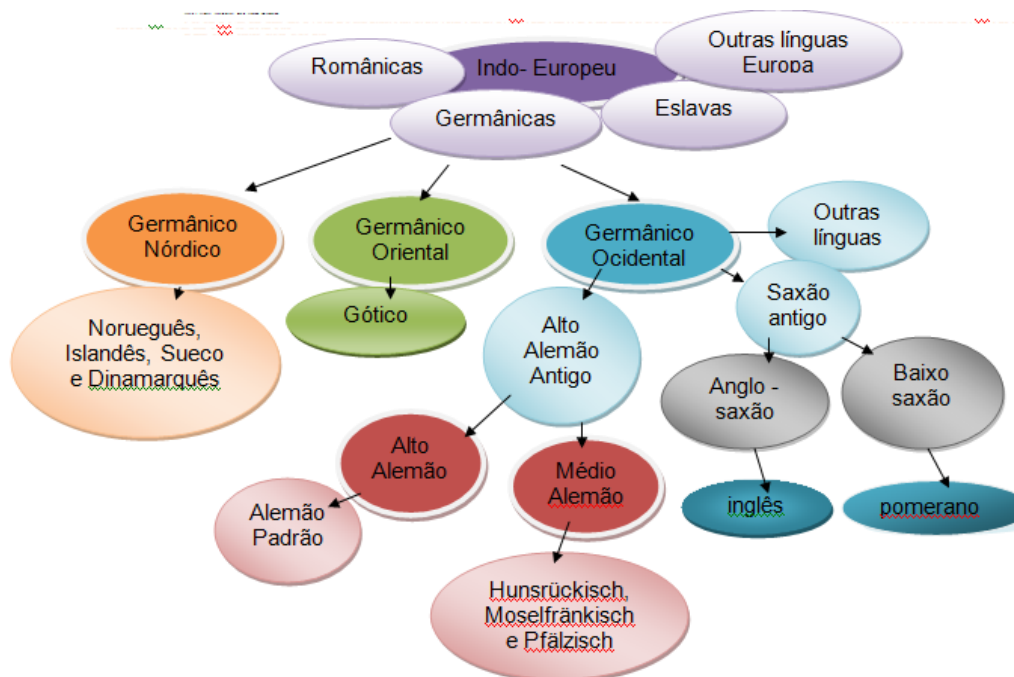 Românicas
Indo- Europeu
Outras línguas
Europa
Germânicas
Eslavas
Germânico
Nórdico
Germânico
Oriental
Germânico
Ocidental
Outras
línguas
Norueguês,
Islandês, Sueco
e Dinamarquês
Gótico
Alto
Alemão
Antigo
Saxão
antigo
Anglo -
saxão
Baixo
saxão
Alto
Alemão
Médio
Alemão
inglês
pomerano
Alemão
Padrão
Hunsrückisch,
Moselfränkisch
e Pfälzisch